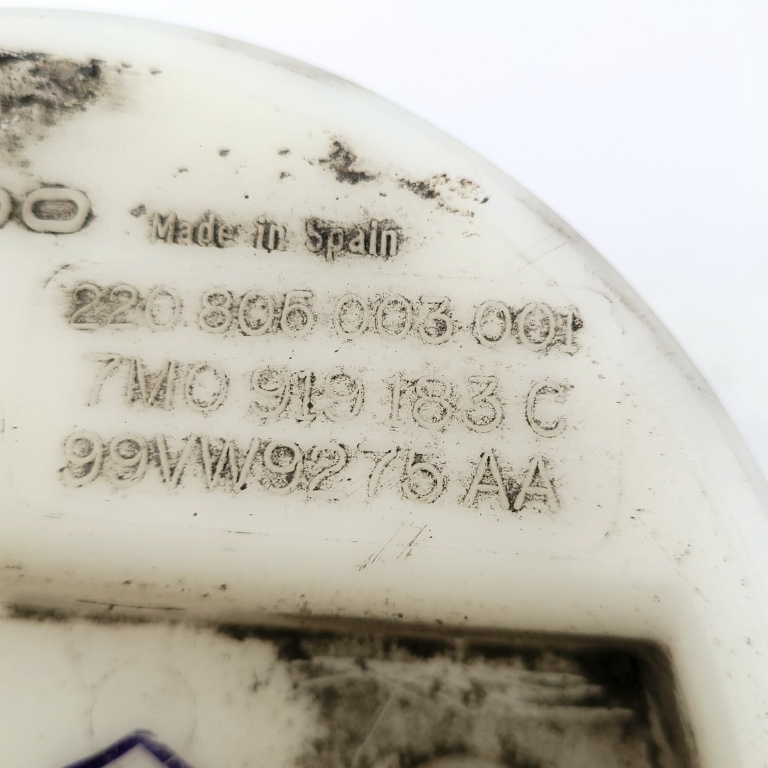 Made in Spain
220 805 003 001
7M0 919 183 C
99VW9275 AA